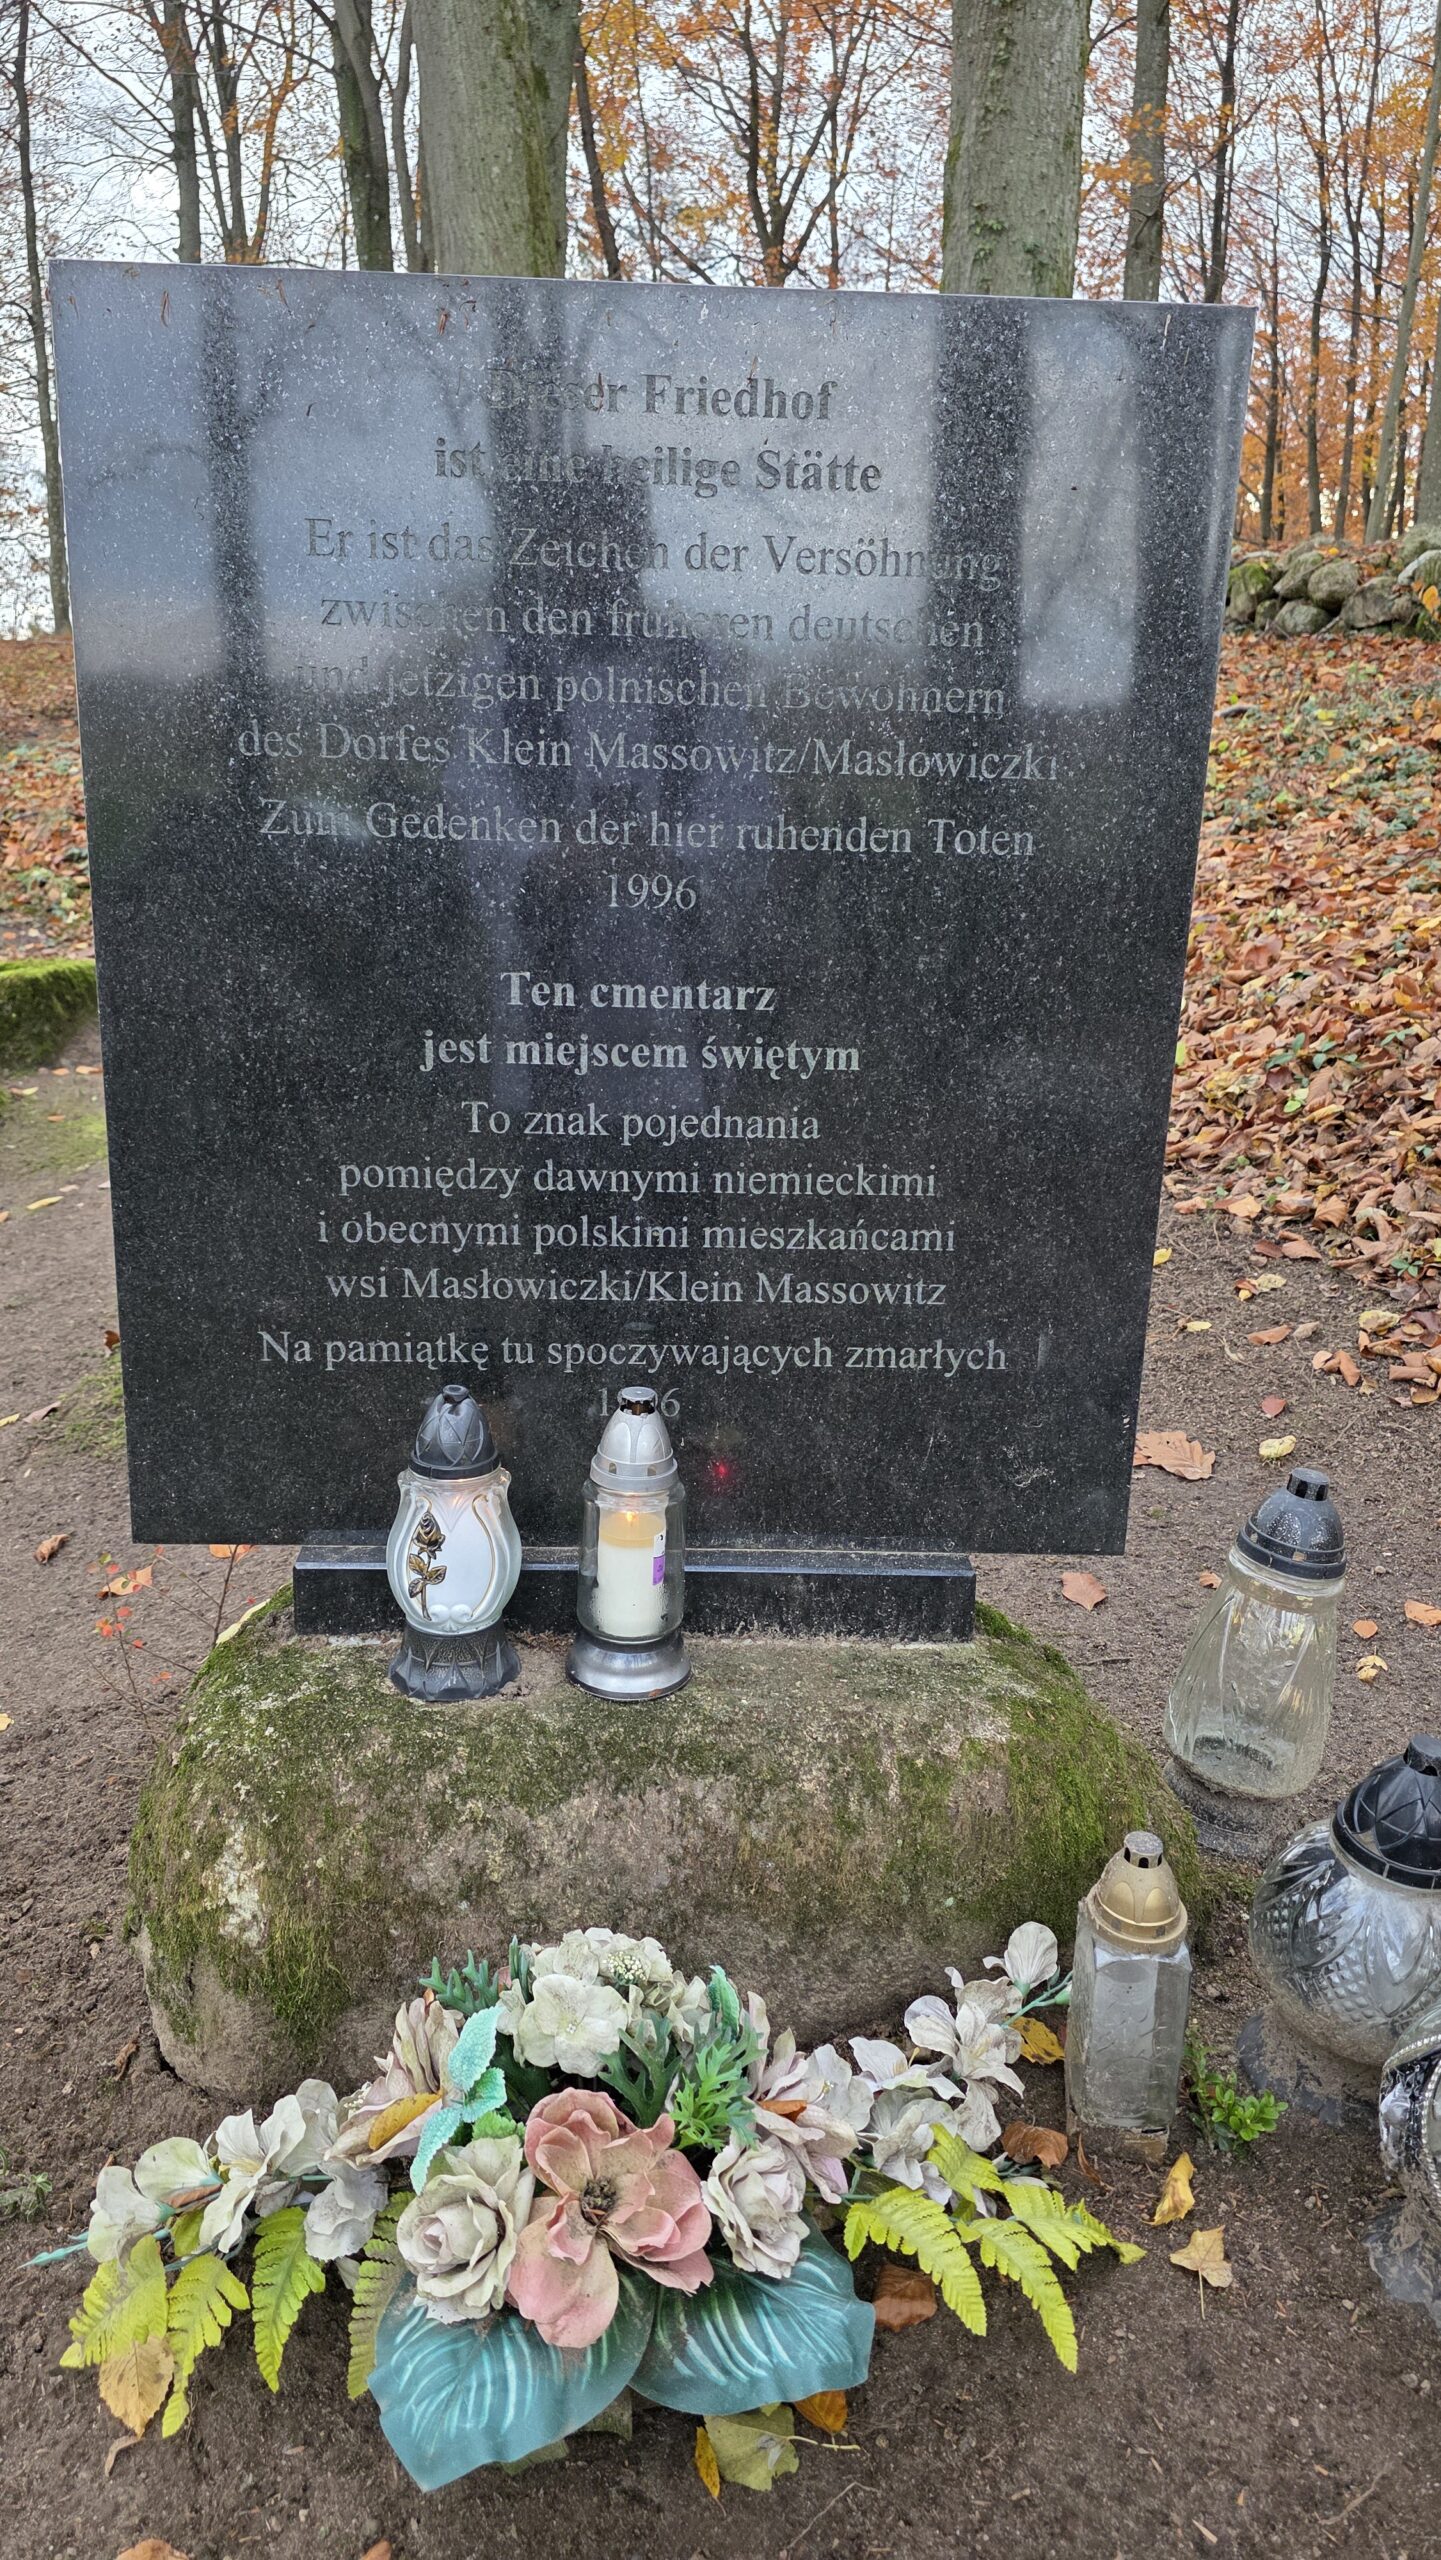 Dieser Friedhof
ist eine heilige Stätte
Er ist das Zeichen der Versöhnung
zwischen den früheren deutschen
und jetzigen polnischen Bewohnern
des Dorfes Klein Massowitz/Masłowiczki
Zum Gedenken der hier ruhenden Toten
1996
Ten cmentarz
jest miejscem świętym
To znak pojednania
pomiędzy dawnymi niemieckimi
i obecnymi polskimi mieszkańcami
wsi Masłowiczki/Klein Massowitz
Na pamiątkę tu spoczywających zmarłych
1996